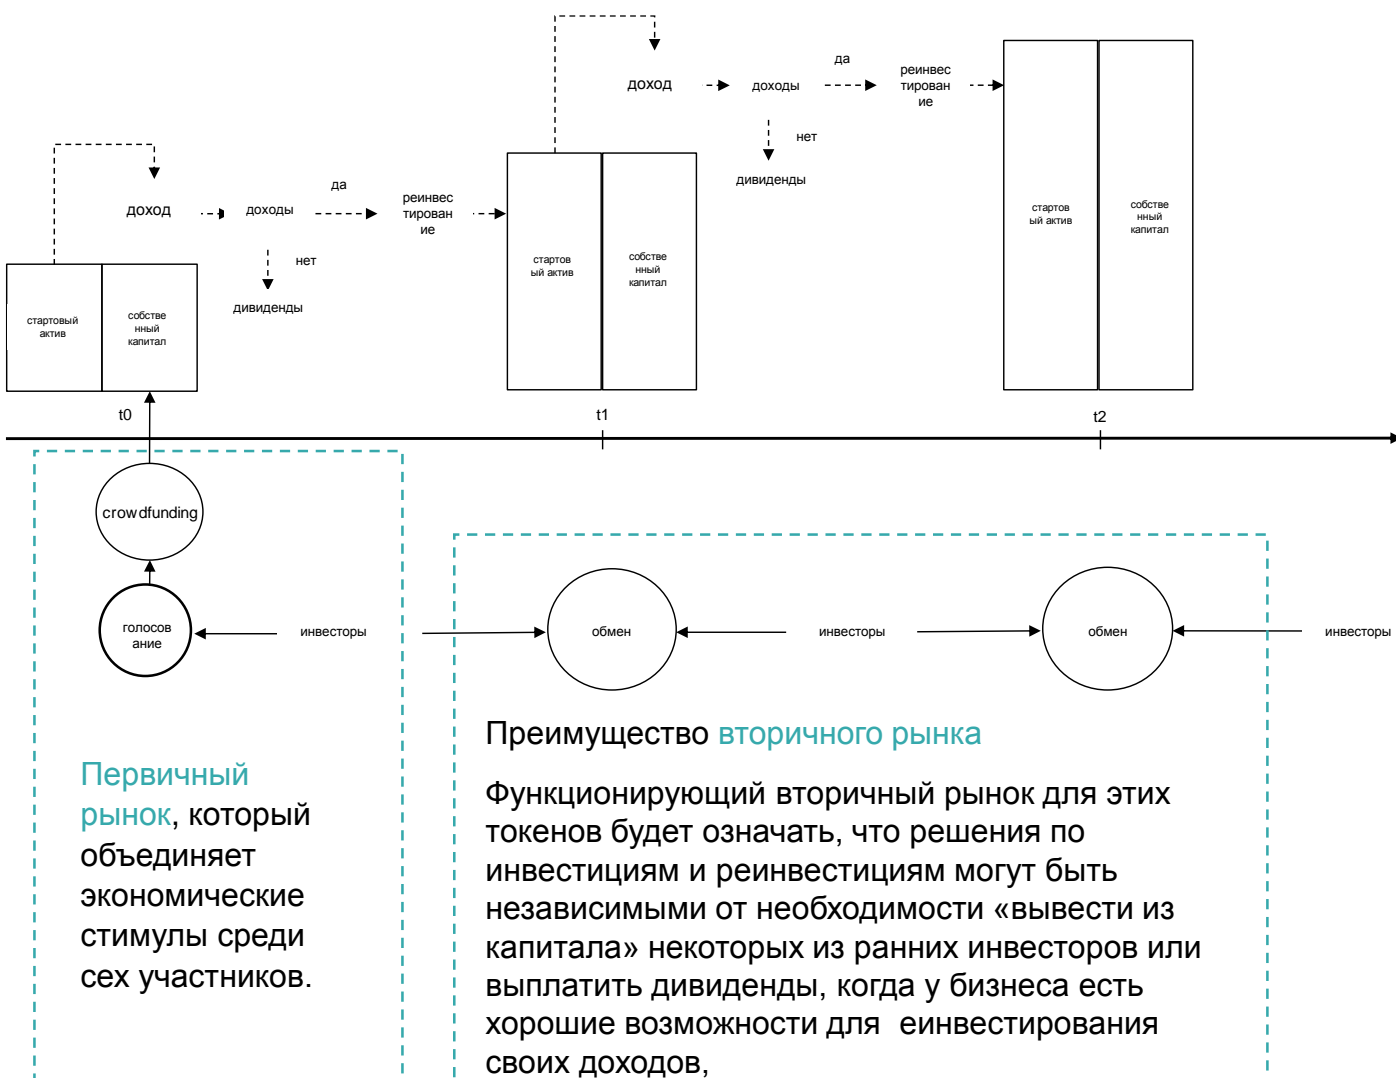 да
доход
доходы
реинвес
тирован
ие
нет
дивиденды
да
доход
доходы
реинвес
тирован
ие
нет
дивиденды
стартовый
актив
собстве
нный
капитал
стартов
ый актив
собстве
нный
капитал
стартов
ый актив
собстве
нный
капитал
t0
t1
t2
crowdfunding
голосов
ание
инвесторы
обмен
инвесторы
обмен
инвесторы
Первичный
рынок, который
объединяет
экономические
стимулы среди
сех участников.
Преимущество вторичного рынка
Функционирующий вторичный рынок для этих
токенов будет означать, что решения по
инвестициям и реинвестициям могут быть
независимыми от необходимости «вывести из
капитала» некоторых из ранних инвесторов или
выплатить дивиденды, когда у бизнеса есть
хорошие возможности для  еинвестирования
своих доходов,